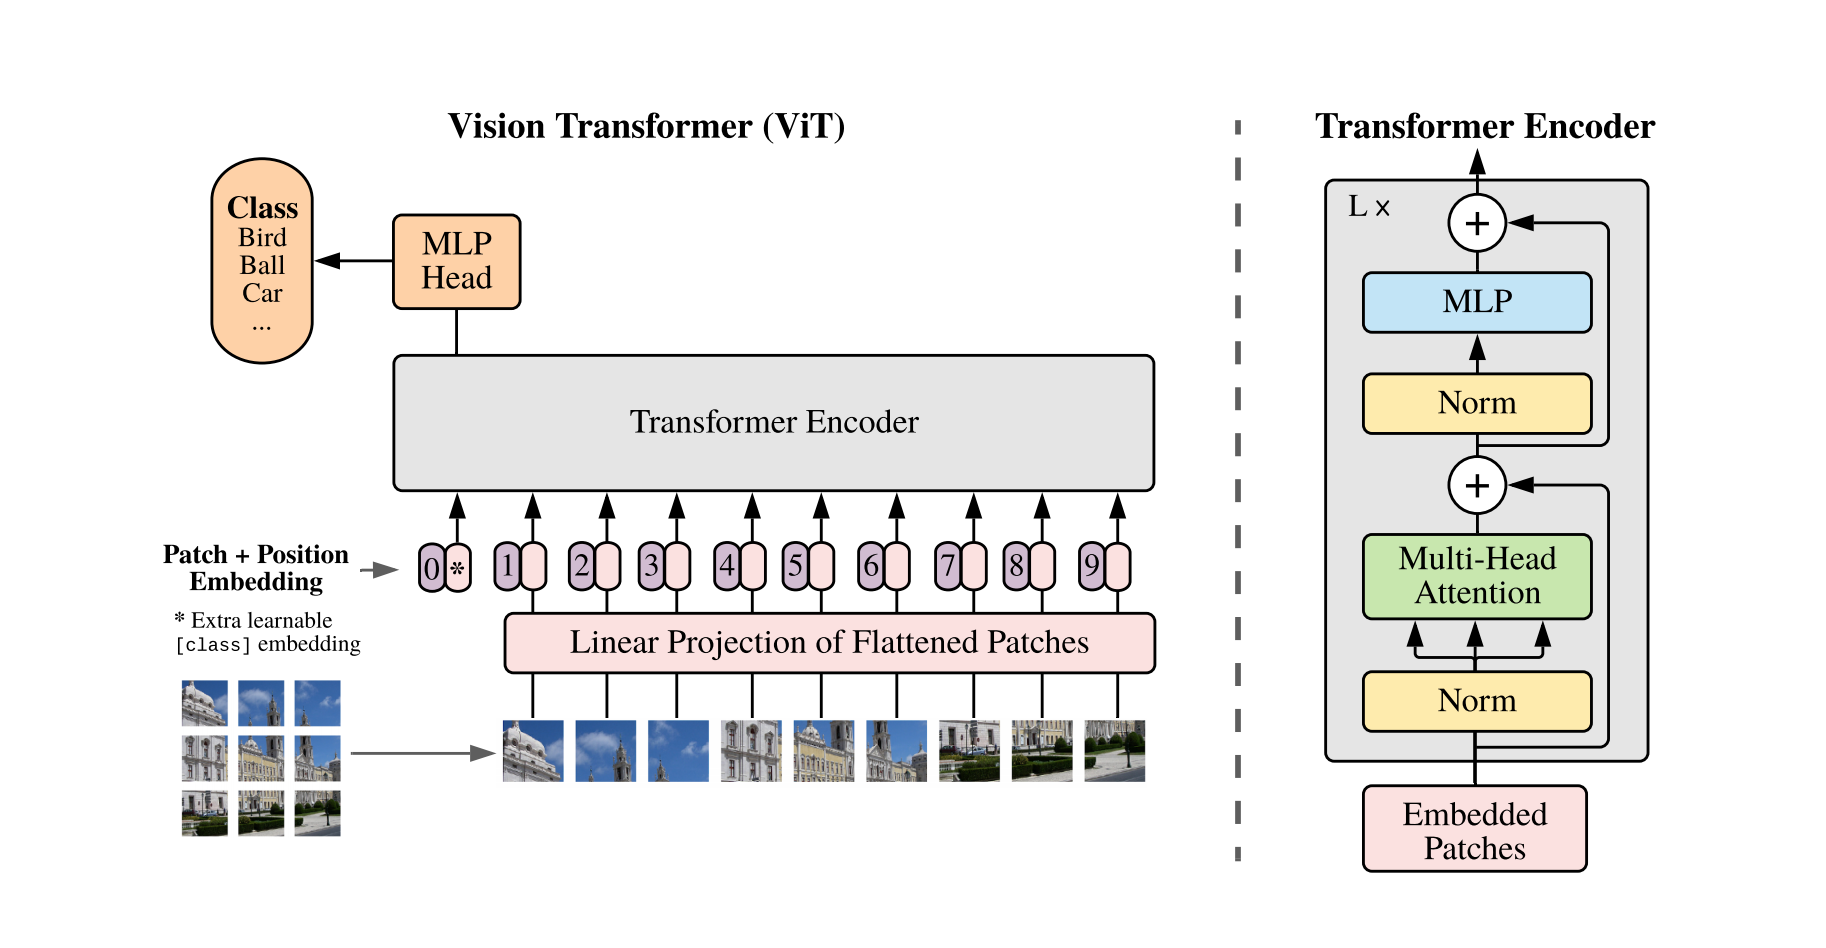 Vision Transformer (ViT)
Class
Bird
Ball
Car
...
MLP
Head
Transformer Encoder
Patch + Position
Embedding
0 * 1 2 3 4 5 6 7 8 9
* Extra learnable
[class] embedding
Linear Projection of Flattened Patches
Transformer Encoder
L ×
+
MLP
Norm
+
Multi-Head
Attention
Norm
Embedded
Patches